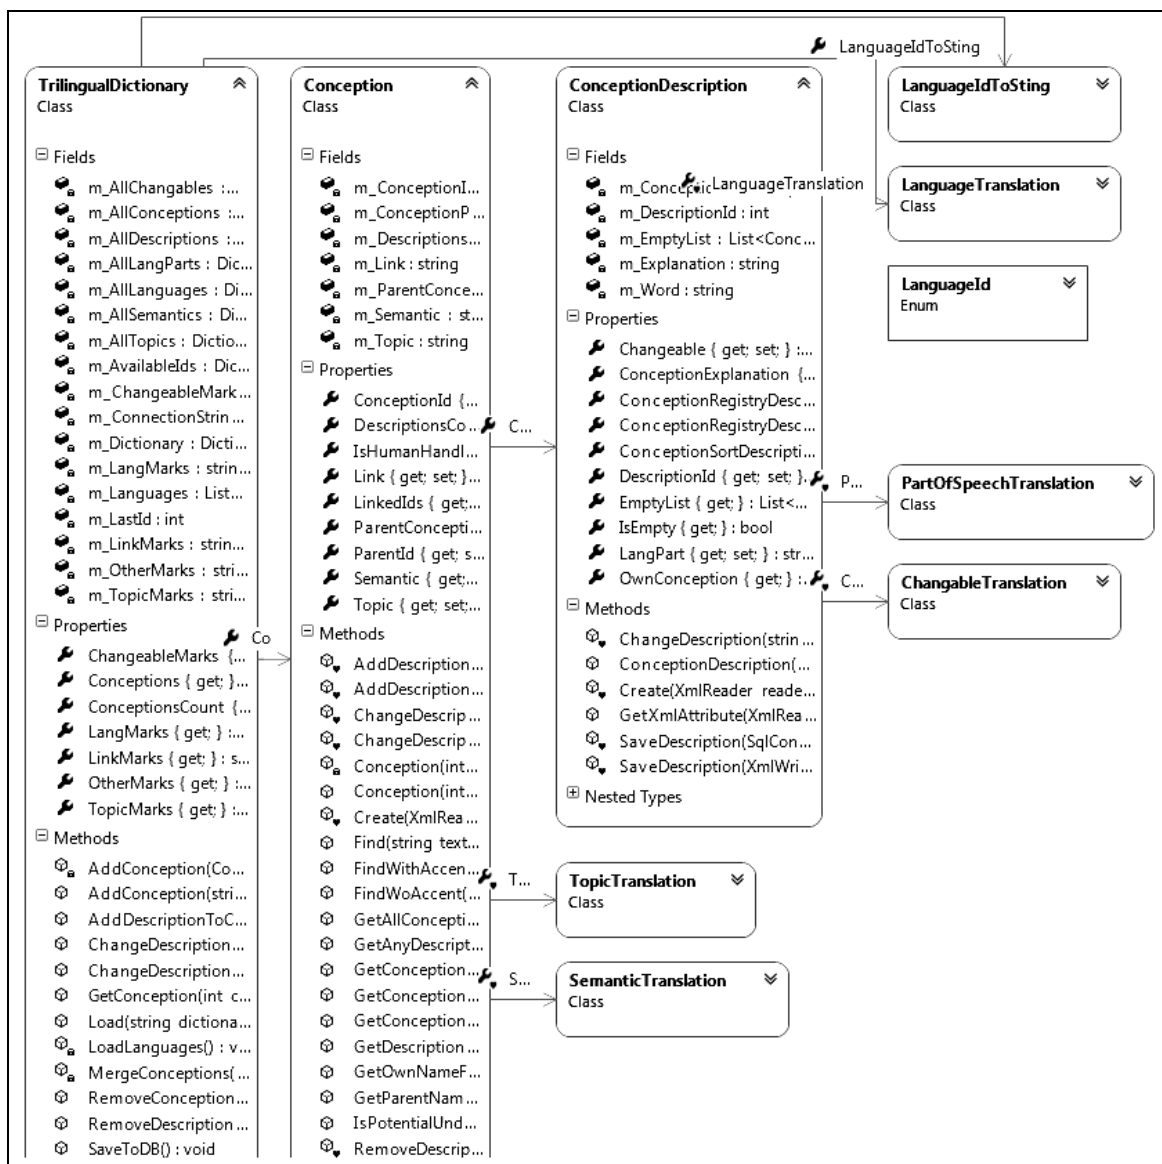 LanguageIdToSting
TrilingualDictionary
Class
Fields
m_AllChangables :...
m_AllConceptions :...
m_AllDescriptions :...
m_AllLangParts : Dic...
m_AllLanguages : Di...
m_AllSemantics : Di...
m_AllTopics : Dictio...
m_AvailableIds : Dic...
m_ChangeableMark...
m_ConnectionStrin...
m_Dictionary : Dicti...
m_LangMarks : strin...
m_Languages : List...
m_LastId : int
m_LinkMarks : strin...
m_OtherMarks : stri...
m_TopicMarks : stri...
Properties
ChangeableMarks {...
Conceptions { get; }...
ConceptionsCount {...
LangMarks { get; } :...
LinkMarks { get; } : s...
OtherMarks { get; } :...
TopicMarks { get; } :...
Methods
AddConception(Co...
AddConception(stri...
AddDescriptionToC...
ChangeDescription...
ChangeDescription...
GetConception(int c...
Load(string dictiona...
LoadLanguages() : v...
MergeConceptions(...
RemoveConception...
RemoveDescription...
SaveToDB() : void
Co
Conception
Class
Fields
m_ConceptionI...
m_ConceptionP...
m_Descriptions...
m_Link : string
m_ParentConce...
m_Semantic : st...
m_Topic : string
Properties
ConceptionId {...
DescriptionsCo...
IsHumanHandl...
Link { get; set; }...
LinkedIds { get;...
ParentConcepti...
ParentId { get; s...
Semantic { get;...
Topic { get; set;...
Methods
AddDescription...
AddDescription...
ChangeDescrip...
ChangeDescrip...
Conception(int...
Conception(int...
Create(XmlRea...
Find(string text...
FindWithAccen...
FindWoAccent(...
GetAllConcepti...
GetAnyDescript...
GetConception...
GetConception...
GetConception...
GetDescription...
GetOwnNameF...
GetParentNam...
IsPotentialUnd...
RemoveDescrip...
C...
T...
S...
ConceptionDescription
Class
Fields
LanguageTranslation
m_DescriptionId : int
m_EmptyList : List<Conc...
m_Explanation : string
m_Word : string
Properties
Changeable { get; set; } :...
ConceptionExplanation {...
ConceptionRegistryDesc...
ConceptionRegistryDesc...
ConceptionSortDescripti...
DescriptionId { get; set; }...
EmptyList { get; } : List<...
IsEmpty { get; } : bool
LangPart { get; set; } : str...
OwnConception { get; } :...
Methods
ChangeDescription(strin...
ConceptionDescription(...
Create(XmlReader reade...
GetXmlAttribute(XmlRea...
SaveDescription(SqlCon...
SaveDescription(XmlWri...
Nested Types
P...
C...
TopicTranslation
Class
SemanticTranslation
Class
LanguageIdToSting
Class
LanguageTranslation
Class
LanguageId
Enum
PartOfSpeechTranslation
Class
ChangableTranslation
Class